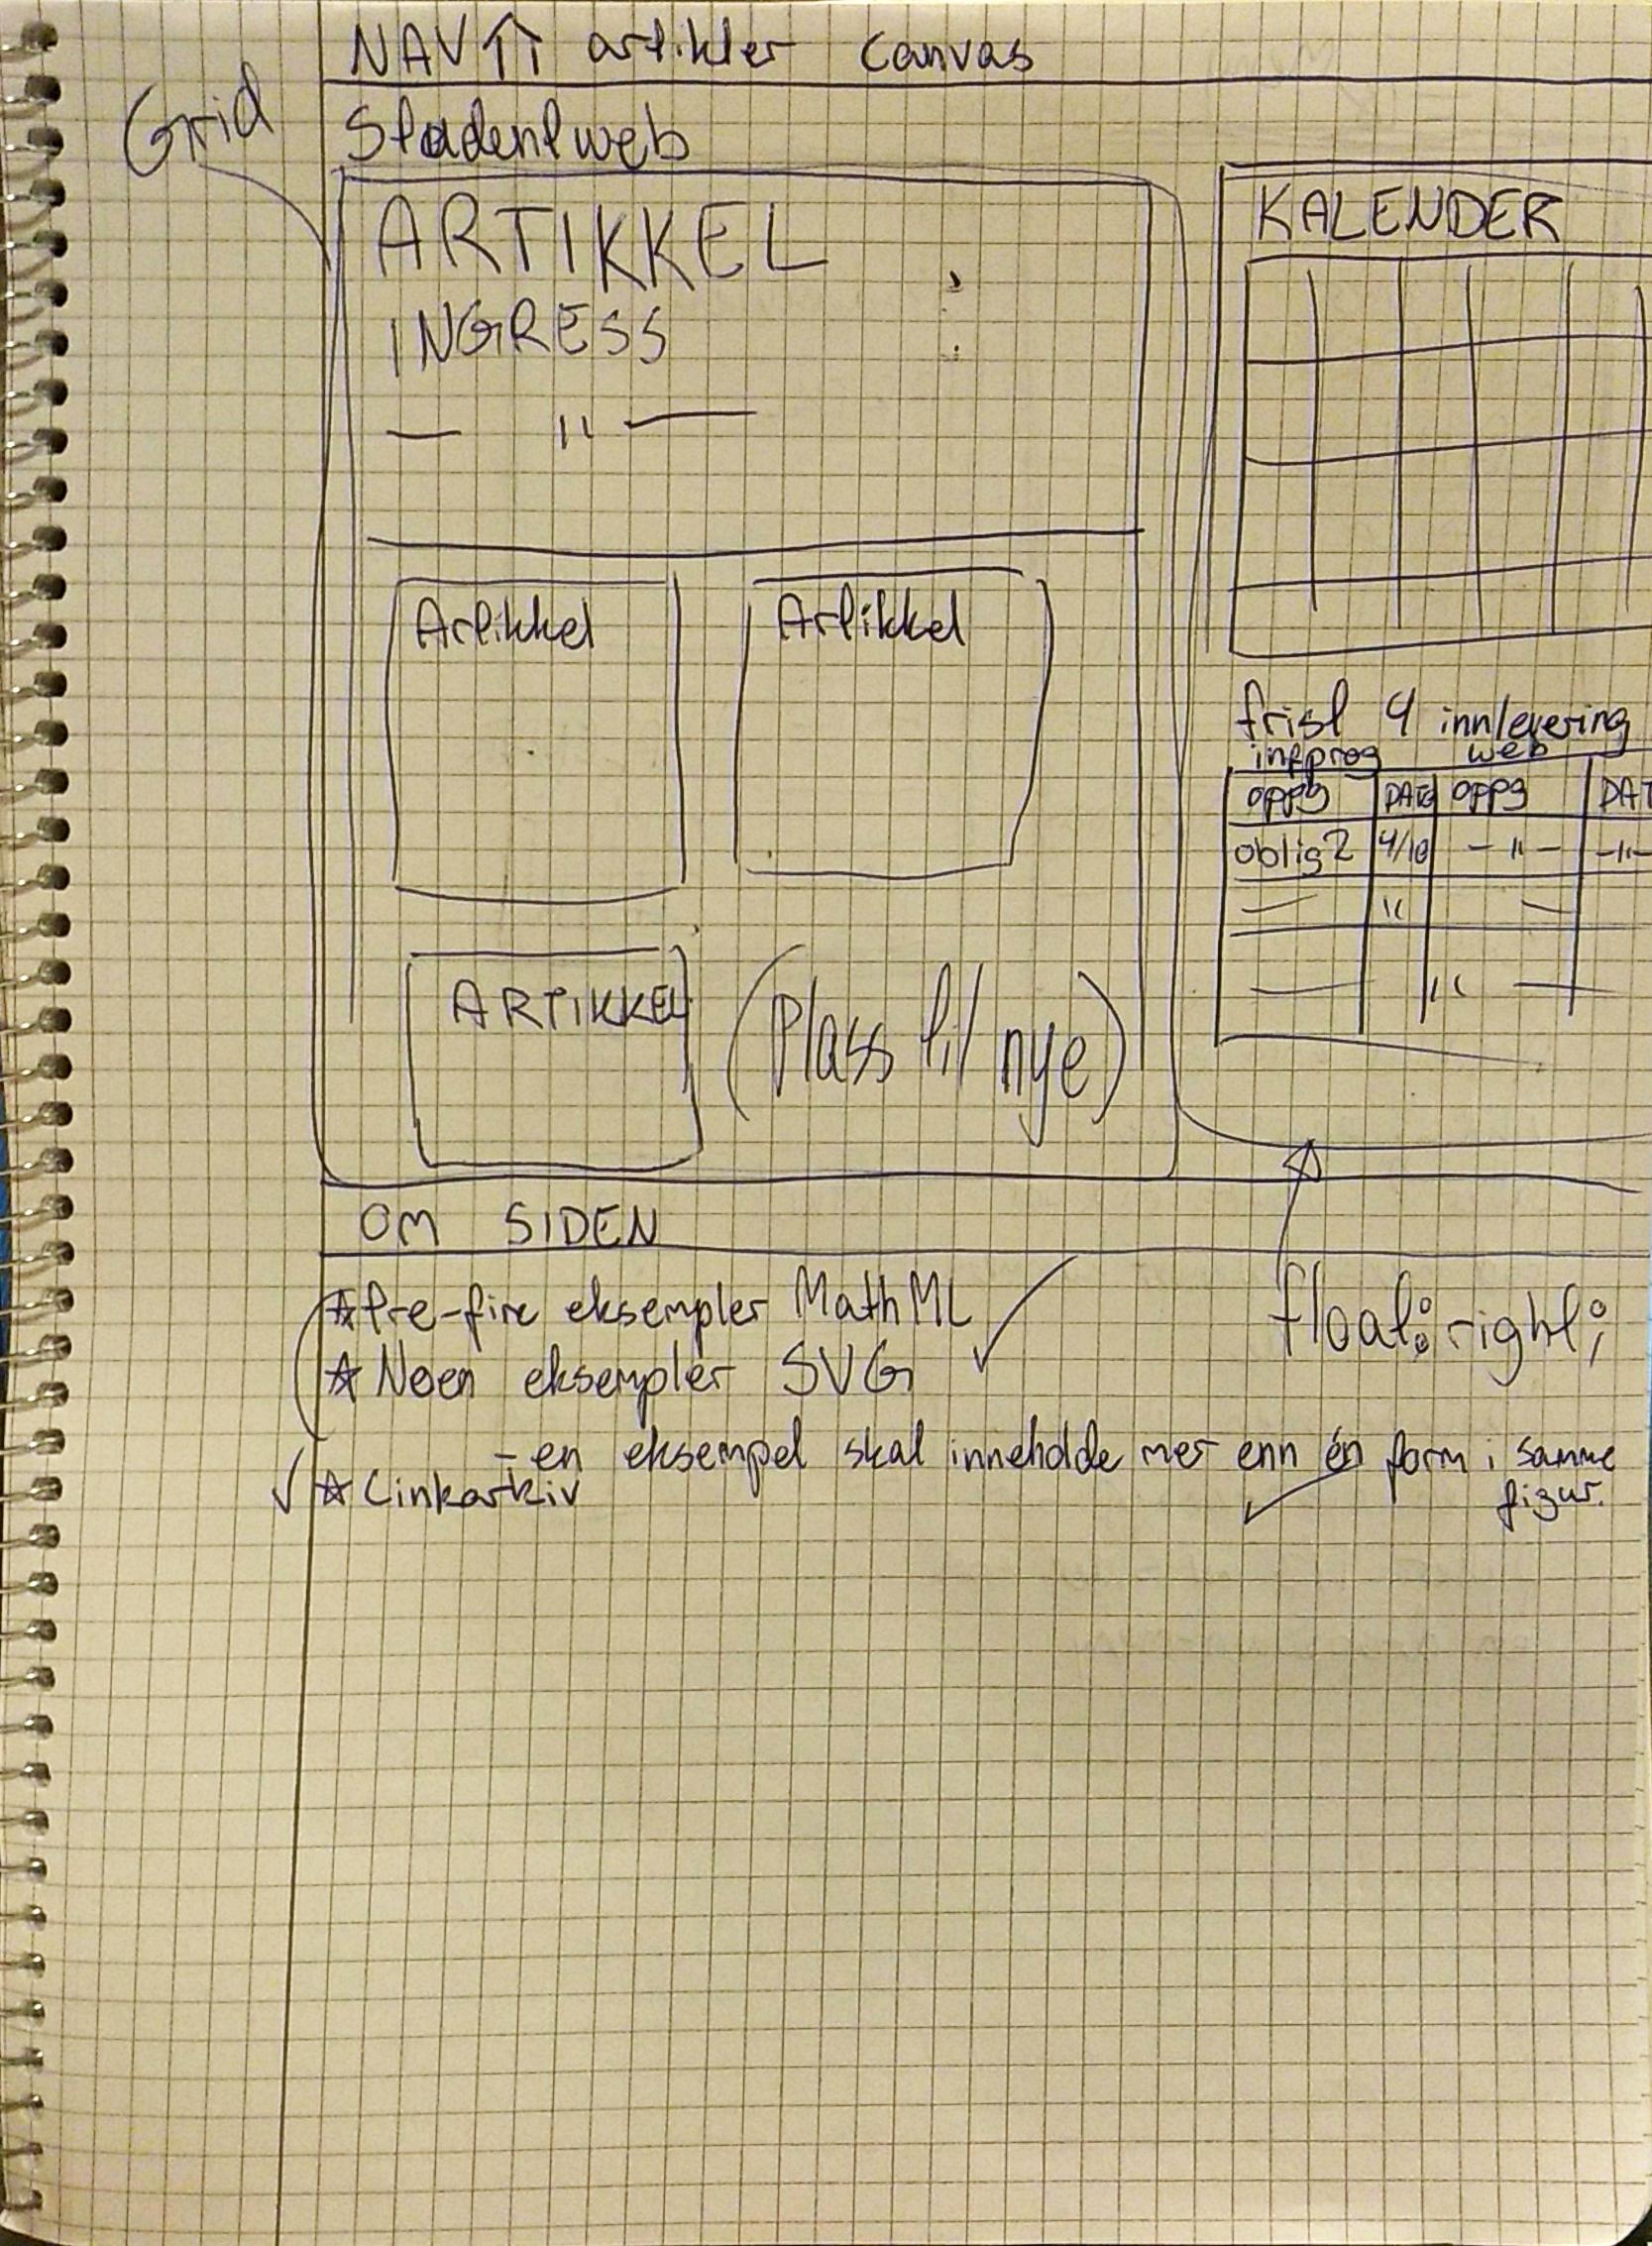 NAV ⇑ artikler canvas
Grid
Studentweb
ARTIKKEL
INGRESS
— " —
Artikkel
Artikkel
ARTIKKEL
(Plass til nye)
KALENDER
frist 4 innlevering
infprog web
oppg DATO oppg DAT
oblig2 4/10 - " - - " -
— " —
— " —
OM SIDEN
☆ tre-fire eksempler MathML ✓
☆ Noen eksempler SVG
- en eksempel skal inneholde mer enn én form i samme
figur.
✓ ☆ Linkarkiv ✓
float: right;